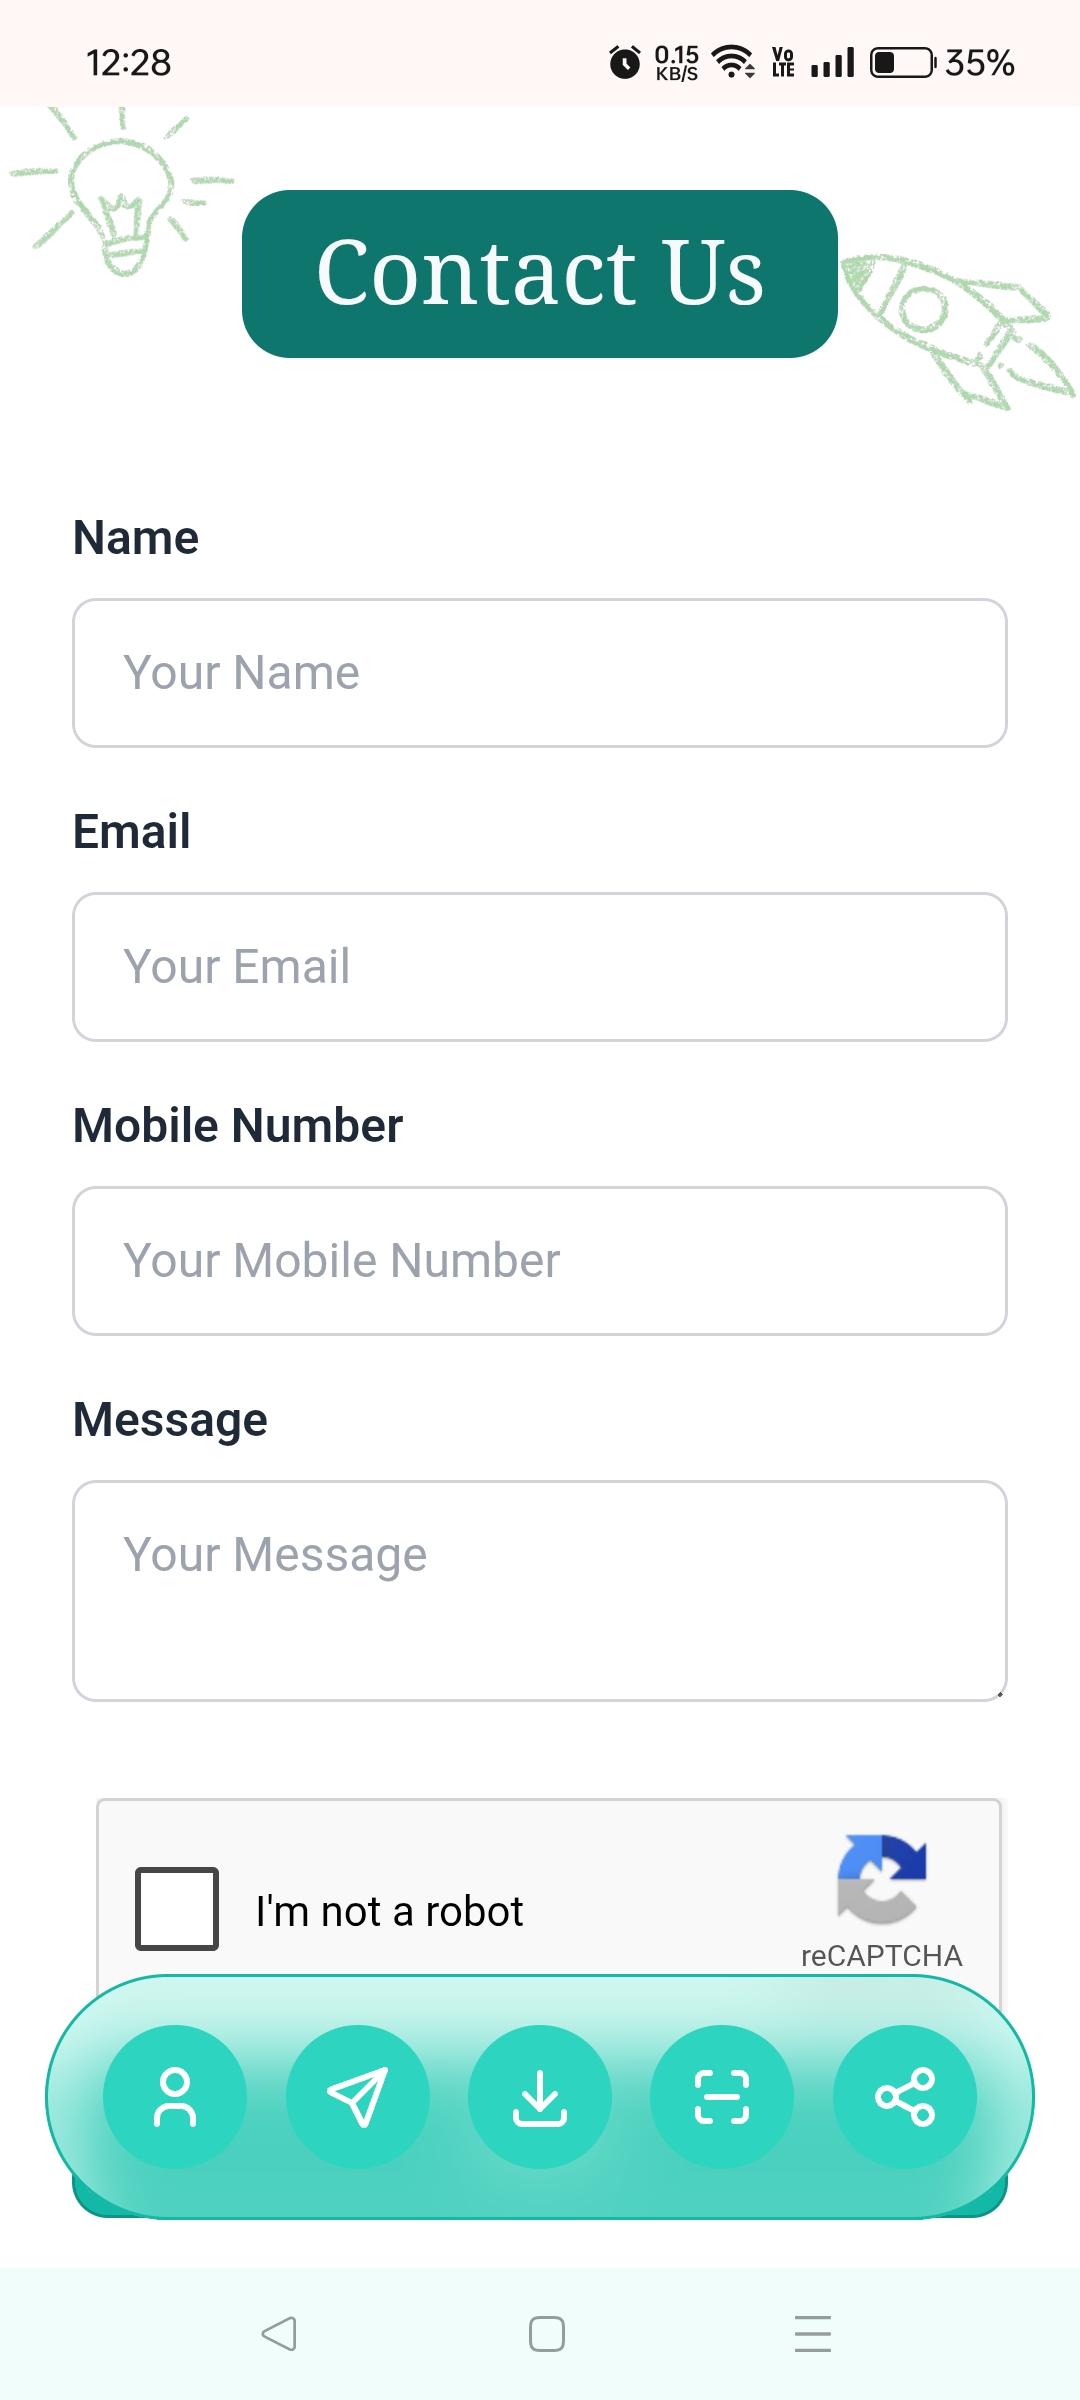 12:28
0.15
KB/S
Vo
LTE
35%
Contact Us
Name
Your Name
Email
Your Email
Mobile Number
Your Mobile Number
Message
Your Message
I'm not a robot
reCAPTCHA